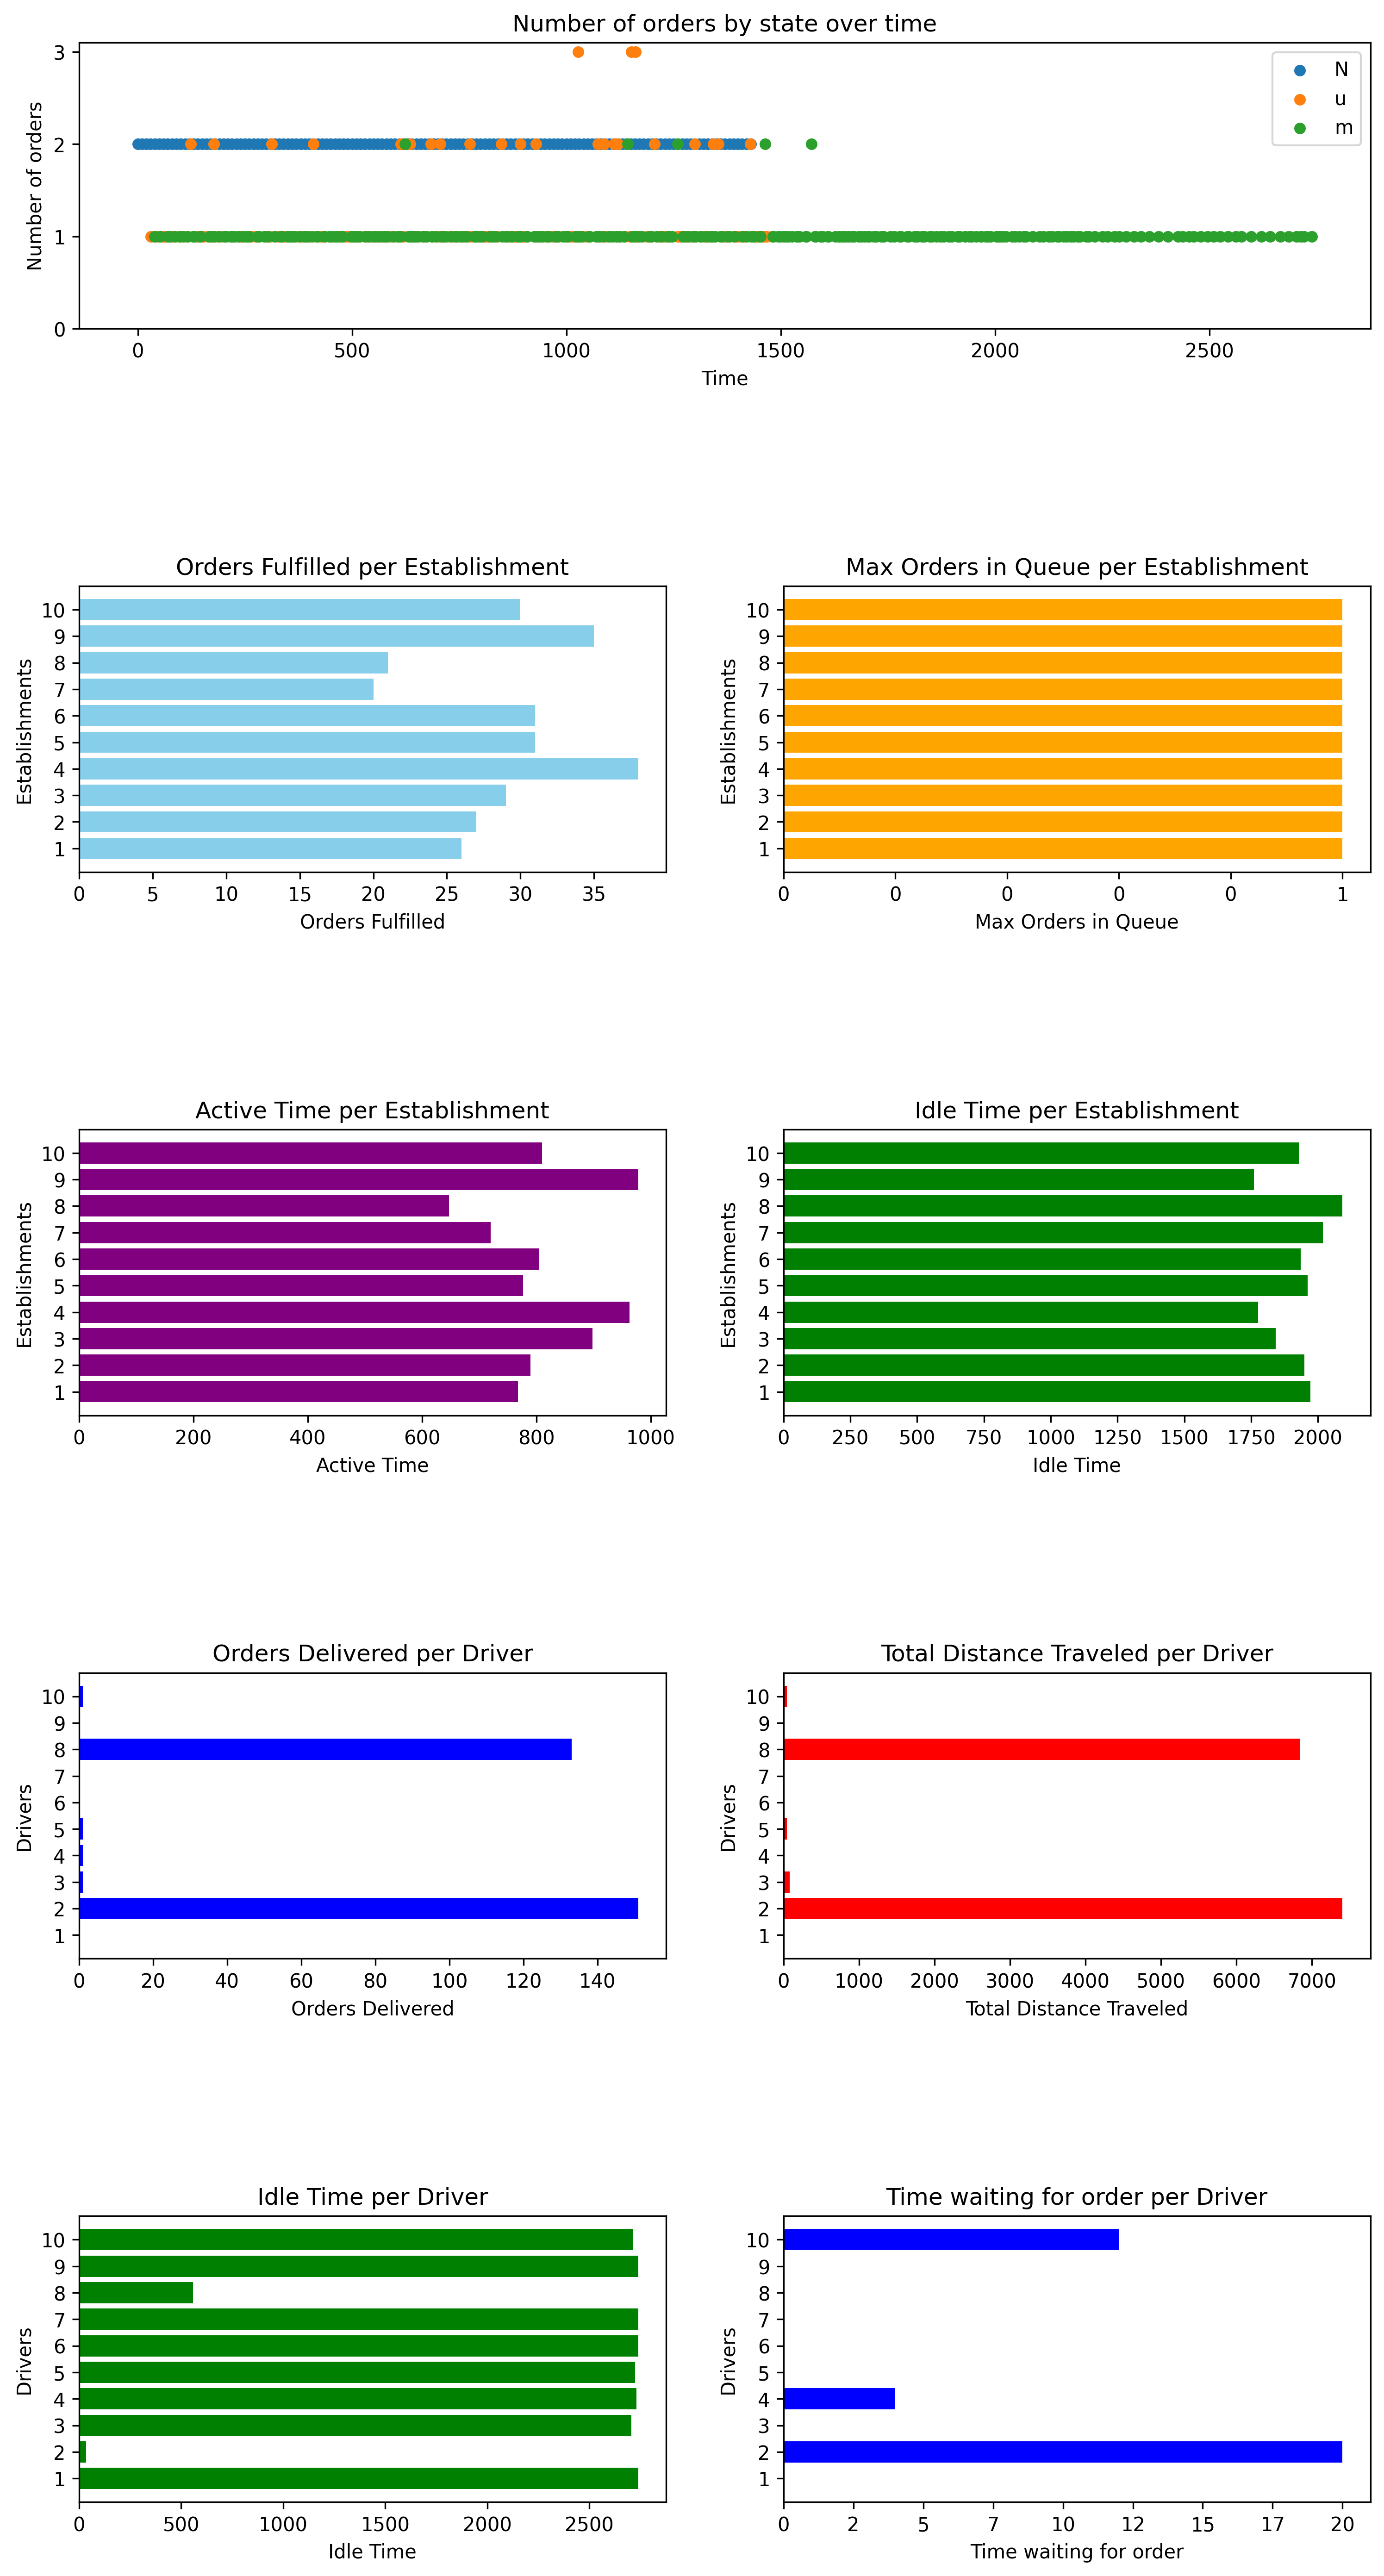 Number of orders by state over time
Number of orders
3
2
1
0
N
u
m
0 500 1000 1500 2000 2500
Time
Orders Fulfilled per Establishment
Establishments
10
9
8
7
6
5
4
3
2
1
0 5 10 15 20 25 30 35
Orders Fulfilled
Max Orders in Queue per Establishment
Establishments
10
9
8
7
6
5
4
3
2
1
0 0 0 0 0 1
Max Orders in Queue
Active Time per Establishment
Establishments
10
9
8
7
6
5
4
3
2
1
0 200 400 600 800 1000
Active Time
Idle Time per Establishment
Establishments
10
9
8
7
6
5
4
3
2
1
0 250 500 750 1000 1250 1500 1750 2000
Idle Time
Orders Delivered per Driver
Drivers
10
9
8
7
6
5
4
3
2
1
0 20 40 60 80 100 120 140
Orders Delivered
Total Distance Traveled per Driver
Drivers
10
9
8
7
6
5
4
3
2
1
0 1000 2000 3000 4000 5000 6000 7000
Total Distance Traveled
Idle Time per Driver
Drivers
10
9
8
7
6
5
4
3
2
1
0 500 1000 1500 2000 2500
Idle Time
Time waiting for order per Driver
Drivers
10
9
8
7
6
5
4
3
2
1
0 2 5 7 10 12 15 17 20
Time waiting for order